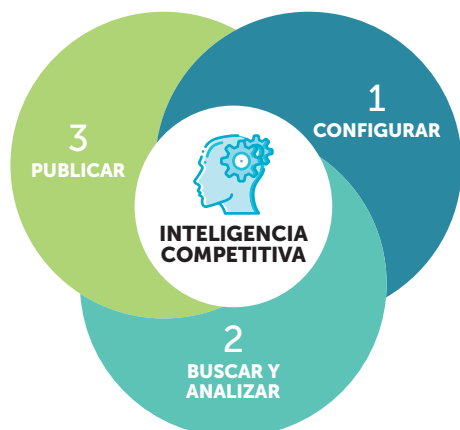 1
CONFIGURAR
2
BUSCAR Y
ANALIZAR
3
PUBLICAR
INTELIGENCIA
COMPETITIVA